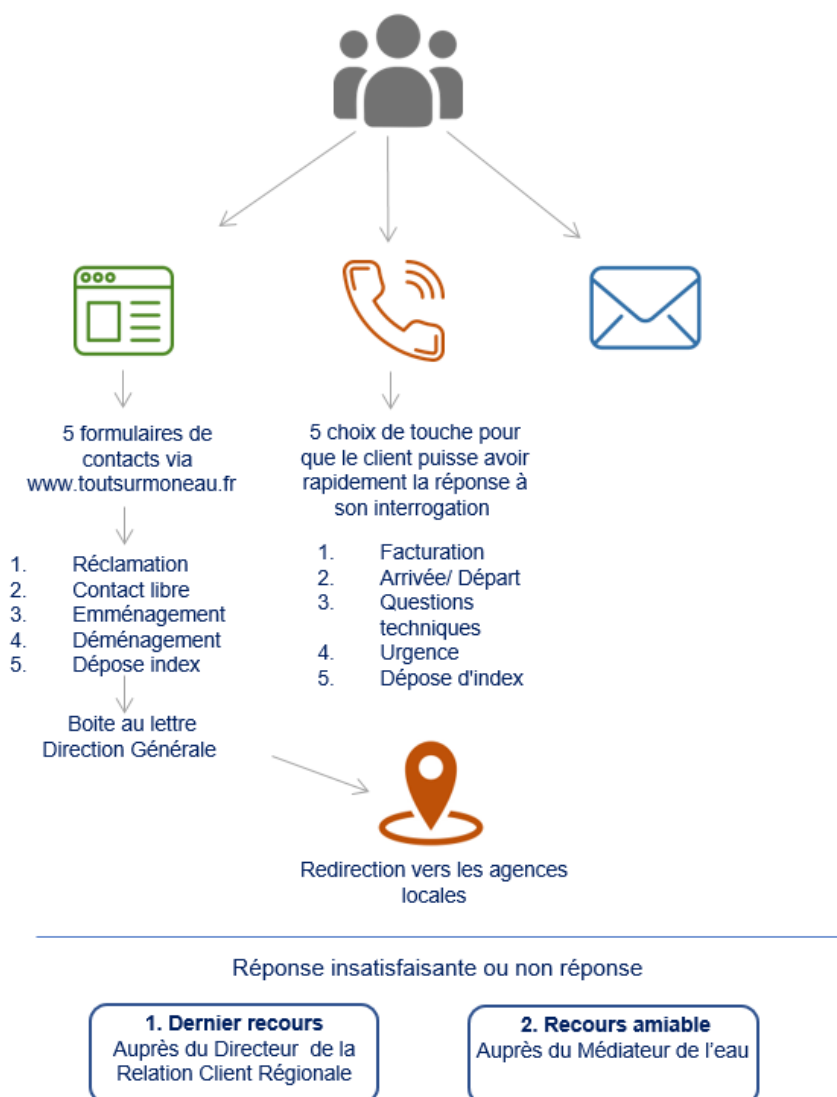 5 formulaires de
contacts via
www.toutsurmoneau.fr
1. Réclamation
2. Contact libre
3. Emménagement
4. Déménagement
5. Dépose index
Boite au lettre
Direction Générale
5 choix de touche pour
que le client puisse avoir
rapidement la réponse à
son interrogation
1. Facturation
2. Arrivée/ Départ
3. Questions
techniques
4. Urgence
5. Dépose d'index
Redirection vers les agences
locales
Réponse insatisfaisante ou non réponse
1. Dernier recours
Auprès du Directeur de la
Relation Client Régionale
2. Recours amiable
Auprès du Médiateur de l'eau